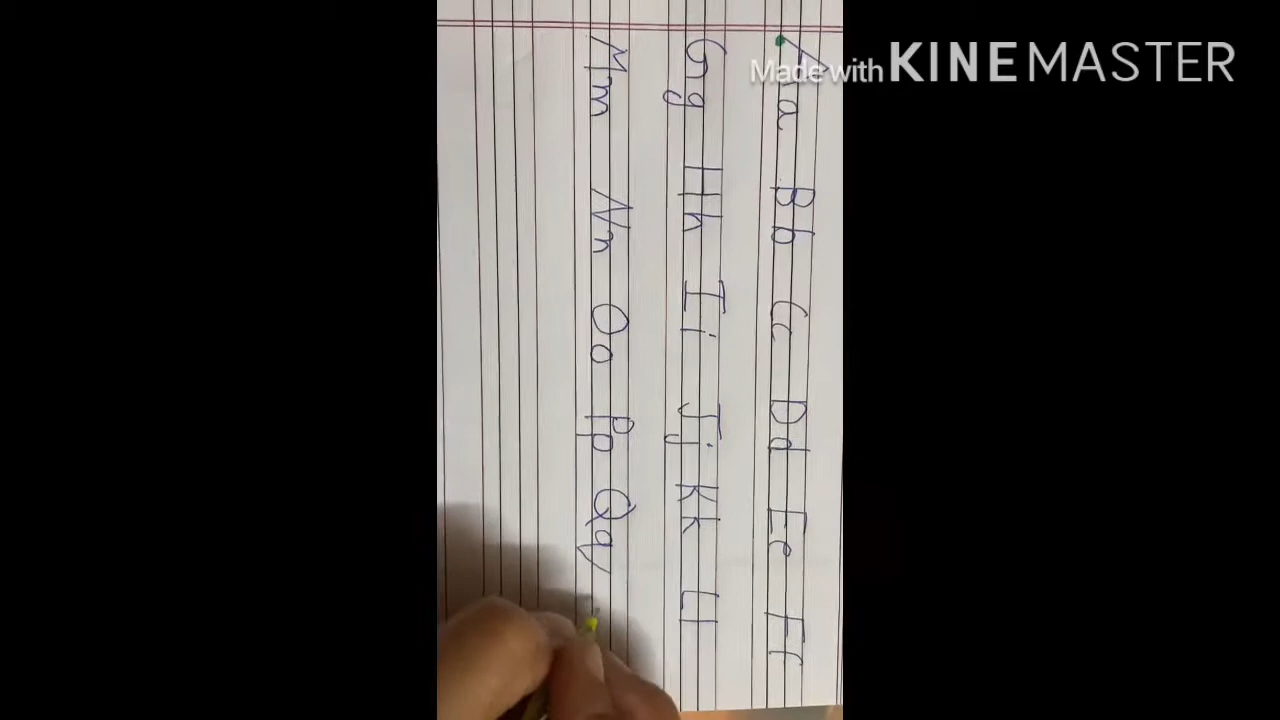 Made with KINEMASTER
Aa Bb Cc Dd Ee Ff
Gg Hh Ii Jj Kk Ll
Mm Nn Oo Pp Qq